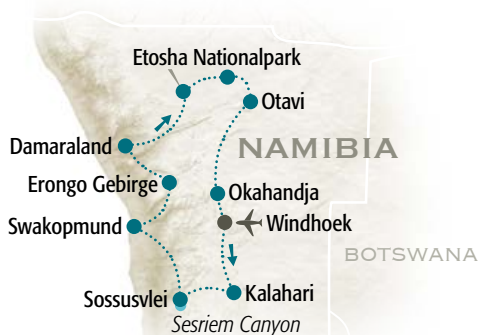 Etosha Nationalpark
Otavi
Damaraland
NAMIBIA
Erongo Gebirge
Okahandja
Swakopmund
Windhoek
BOTSWANA
Sossusvlei
Kalahari
Sesriem Canyon